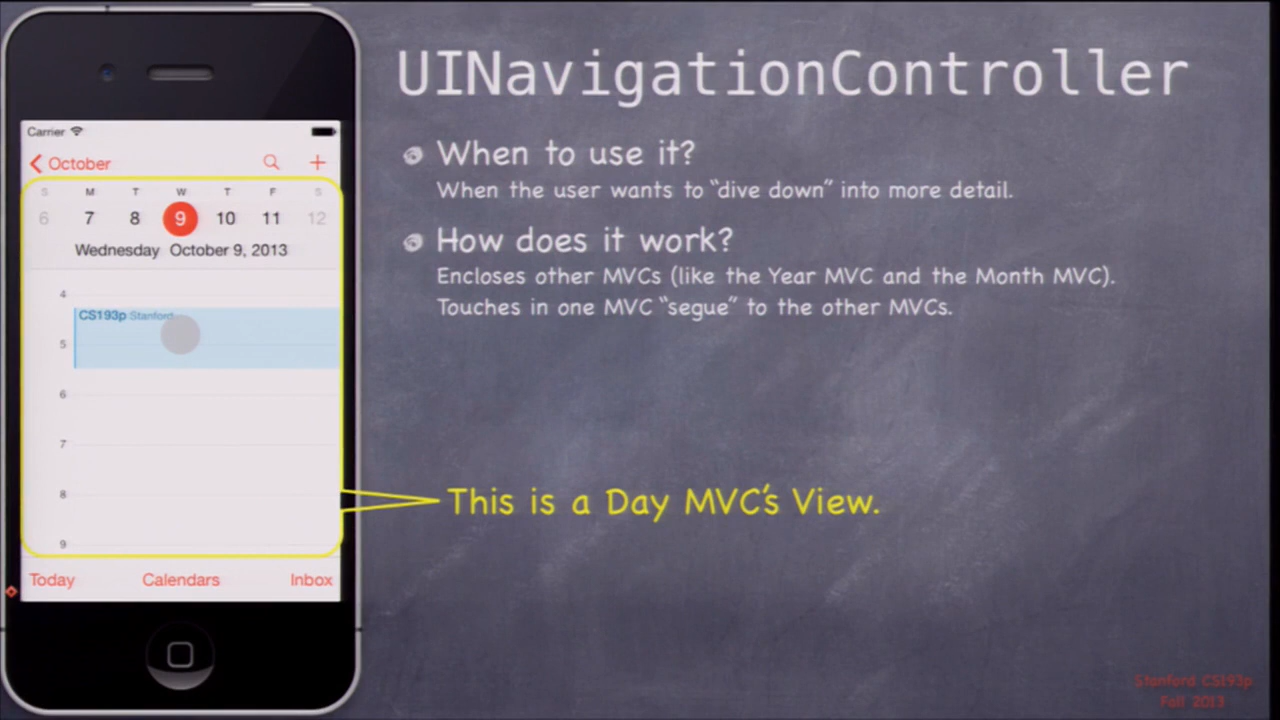 UINavigationController
When to use it?
When the user wants to “dive down” into more detail.
How does it work?
Encloses other MVCs (like the Year MVC and the Month MVC).
Touches in one MVC “segue” to the other MVCs.
Carrier
October
S M T W T F S
6 7 8 9 10 11 12
Wednesday October 9, 2013
4
CS193p Stanford
5
6
7
8
9
This is a Day MVC’s View.
Today Calendars Inbox
Stanford CS193p
Fall 2013